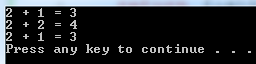 2 + 1 = 3
2 + 2 = 4
2 + 1 = 3
Press any key to continue . . .